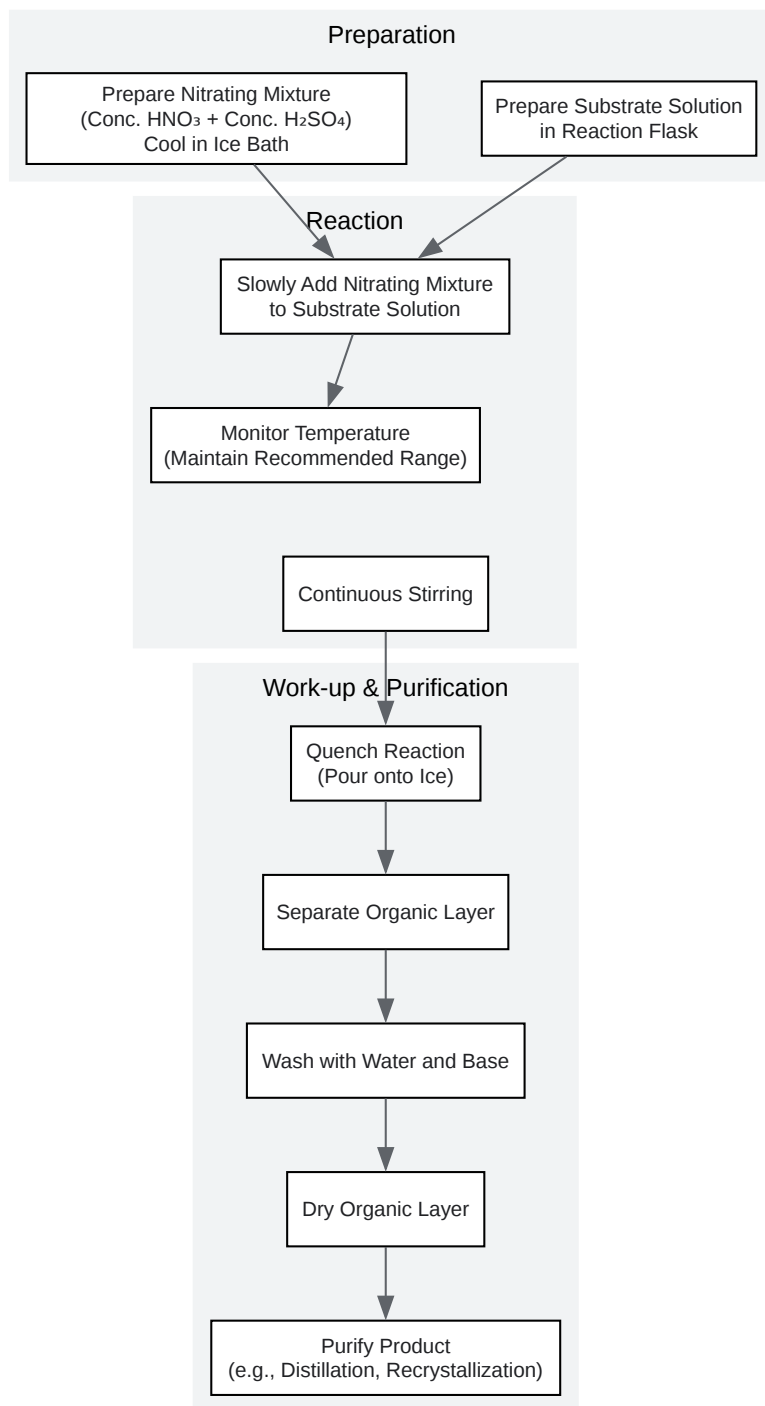 Preparation
Prepare Nitrating Mixture
(Conc. HNO₃ + Conc. H₂SO₄)
Cool in Ice Bath
Prepare Substrate Solution
in Reaction Flask
Reaction
Slowly Add Nitrating Mixture
to Substrate Solution
Monitor Temperature
(Maintain Recommended Range)
Continuous Stirring
Work-up & Purification
Quench Reaction
(Pour onto Ice)
Separate Organic Layer
Wash with Water and Base
Dry Organic Layer
Purify Product
(e.g., Distillation, Recrystallization)